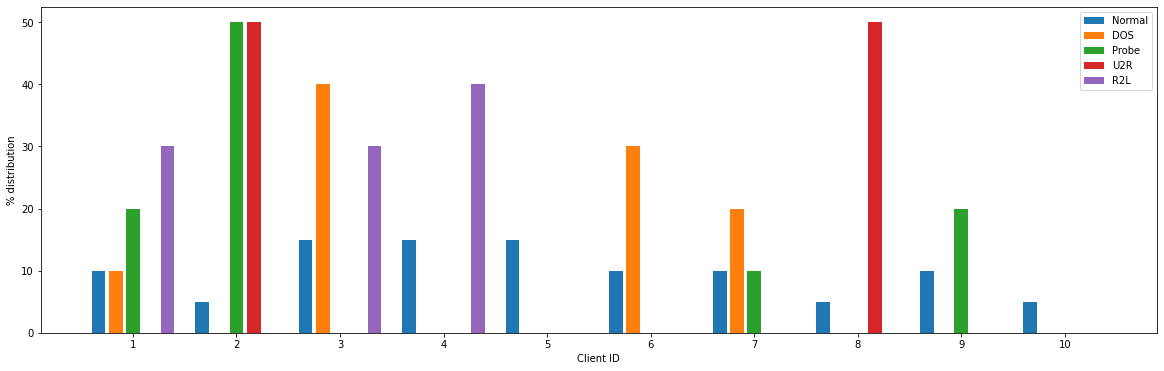 50
40
30
20
10
0
% distribution
1 2 3 4 5 6 7 8 9 10
Client ID
Normal
DOS
Probe
U2R
R2L